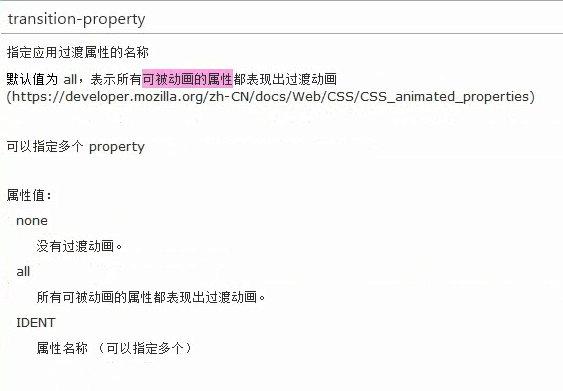 transition-property
指定应用过渡属性的名称
默认值为 all，表示所有可被动画的属性都表现出过渡动画
(https://developer.mozilla.org/zh-CN/docs/Web/CSS/CSS_animated_properties)
可以指定多个 property
属性值：
none
没有过渡动画。
all
所有可被动画的属性都表现出过渡动画。
IDENT
属性名称 （可以指定多个）